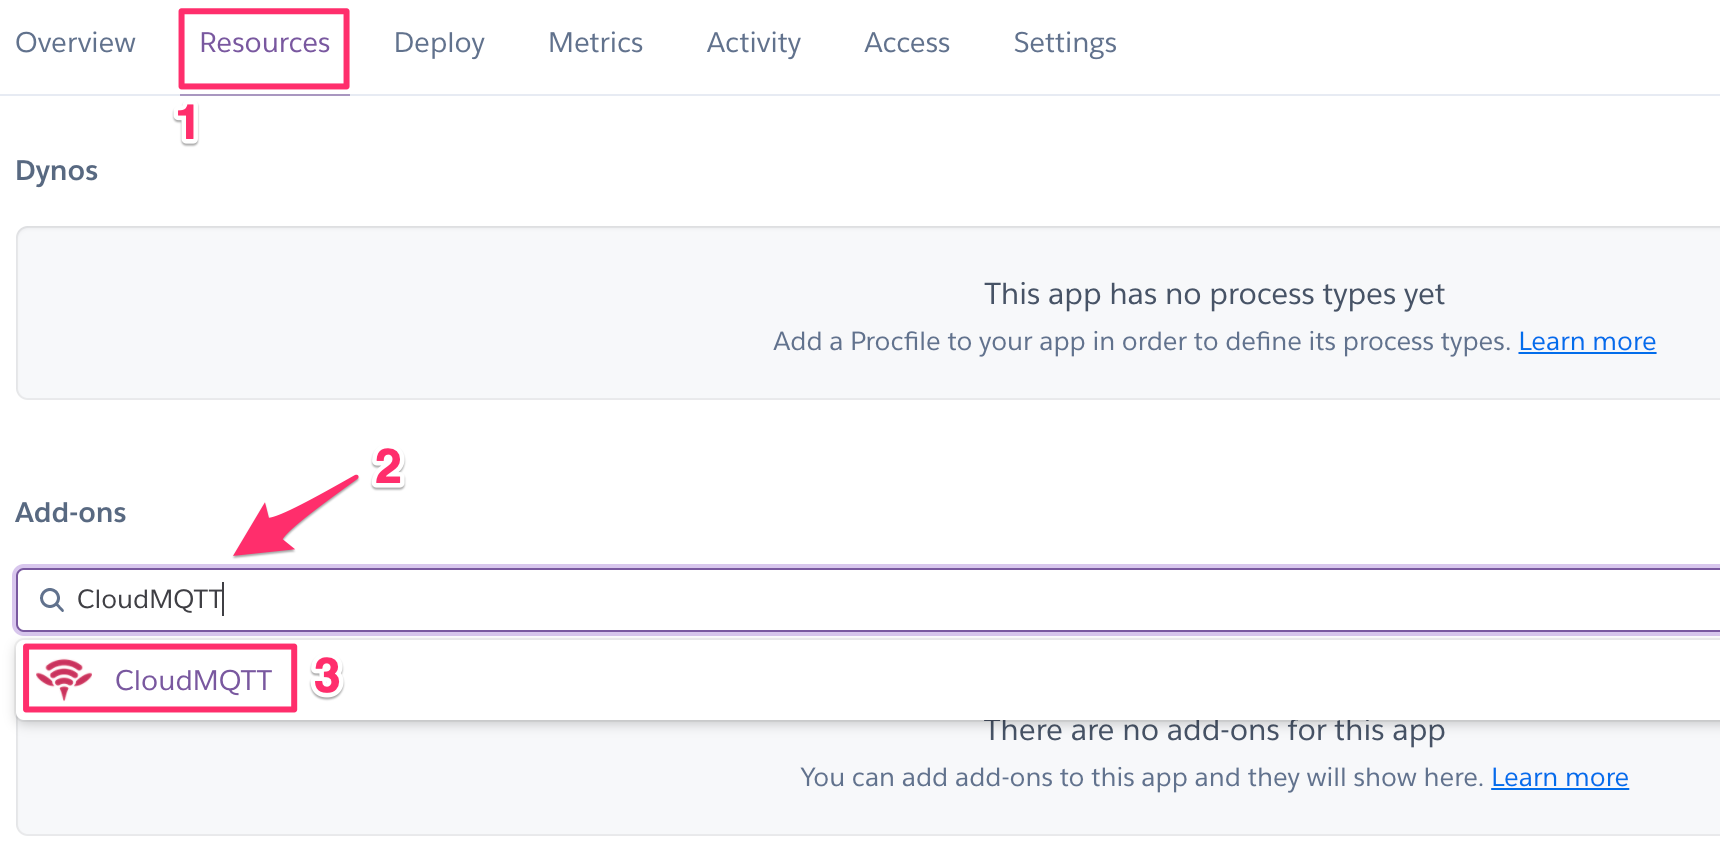 Overview Resources Deploy Metrics Activity Access Settings
1
Dynos
This app has no process types yet
Add a Procfile to your app in order to define its process types. Learn more
2
Add-ons
CloudMQTT
CloudMQTT 3
There are no add-ons for this app
You can add add-ons to this app and they will show here. Learn more